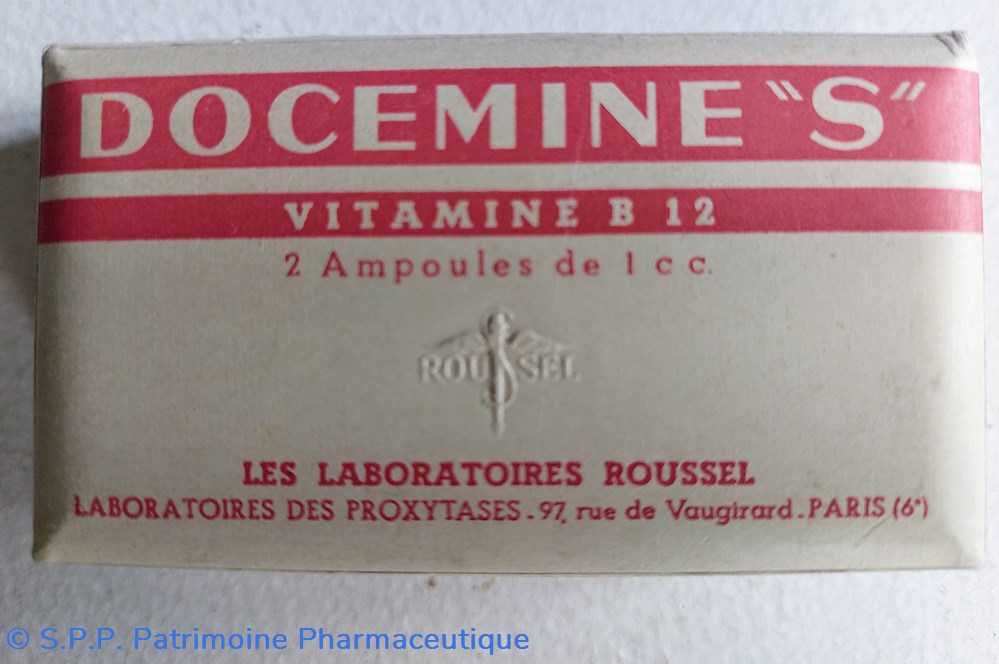 DOCEMINE "S"
VITAMINE B 12
2 Ampoules de 1 c c.
ROUSSEL
LES LABORATOIRES ROUSSEL
LABORATOIRES DES PROXYTASES - 97, rue de Vaugirard - PARIS (6e)
© S.P.P. Patrimoine Pharmaceutique